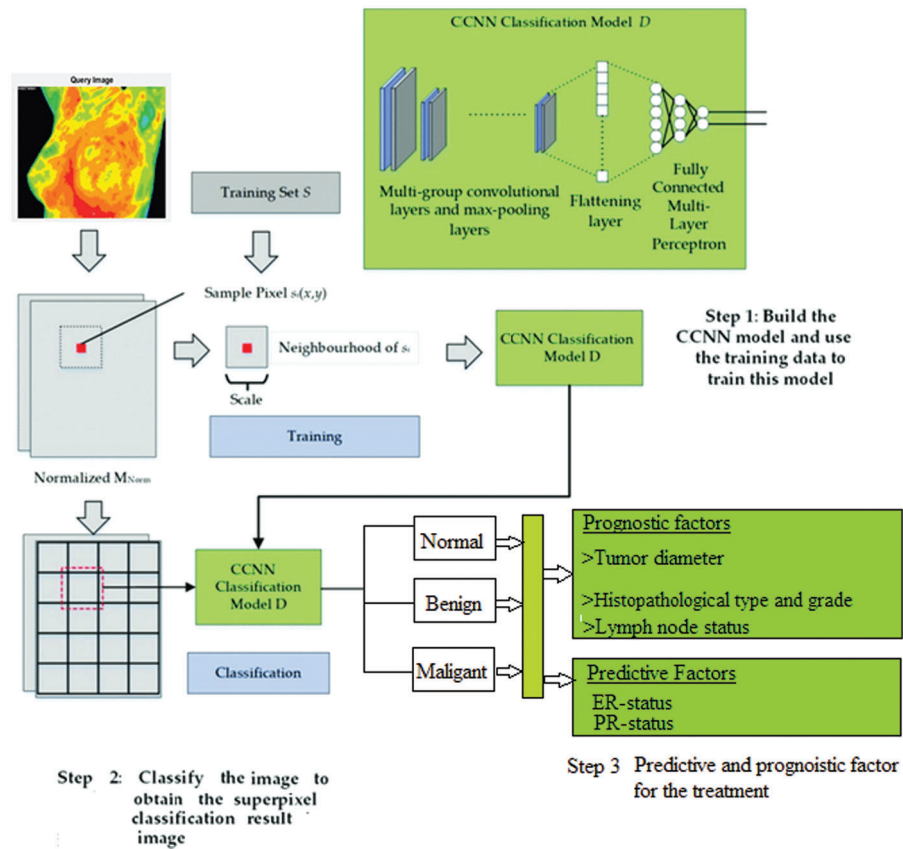 CCNN Classification Model D
Query Image
Training Set S
Multi-group convolutional
layers and max-pooling
layers
Flattening
layer
Fully
Connected
Multi-
Layer
Perceptron
Sample Pixel sᵢ(x,y)
Neighbourhood of sᵢ
Scale
Training
CCNN Classification
Model D
Step 1: Build the
CCNN model and use
the training data to
train this model
Normalized MNorm
CCNN
Classification
Model D
Classification
Normal
Benign
Maligant
Prognostic factors
>Tumor diameter
>Histopathological type and grade
>Lymph node status
Predictive Factors
ER-status
PR-status
Step 2: Classify the image to
obtain the superpixel
classification result
image
Step 3 Predictive and prognoistic factor
for the treatment